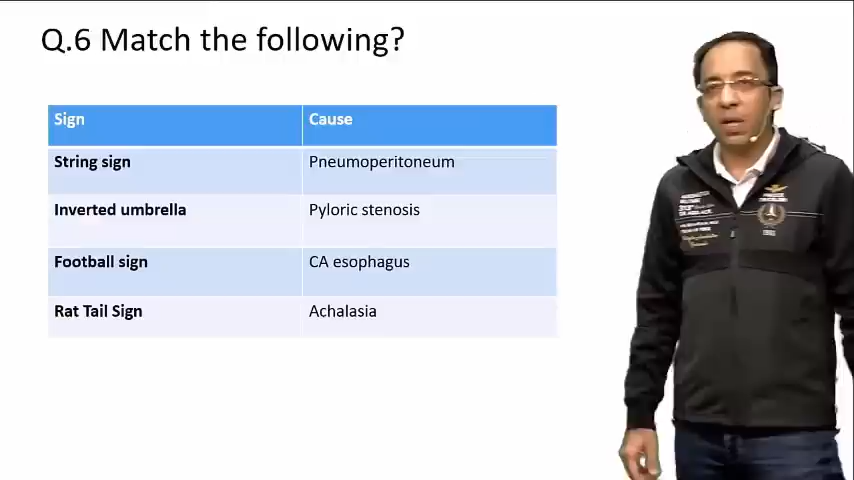 Q.6 Match the following?
Sign Cause
String sign Pneumoperitoneum
Inverted umbrella Pyloric stenosis
Football sign CA esophagus
Rat Tail Sign Achalasia